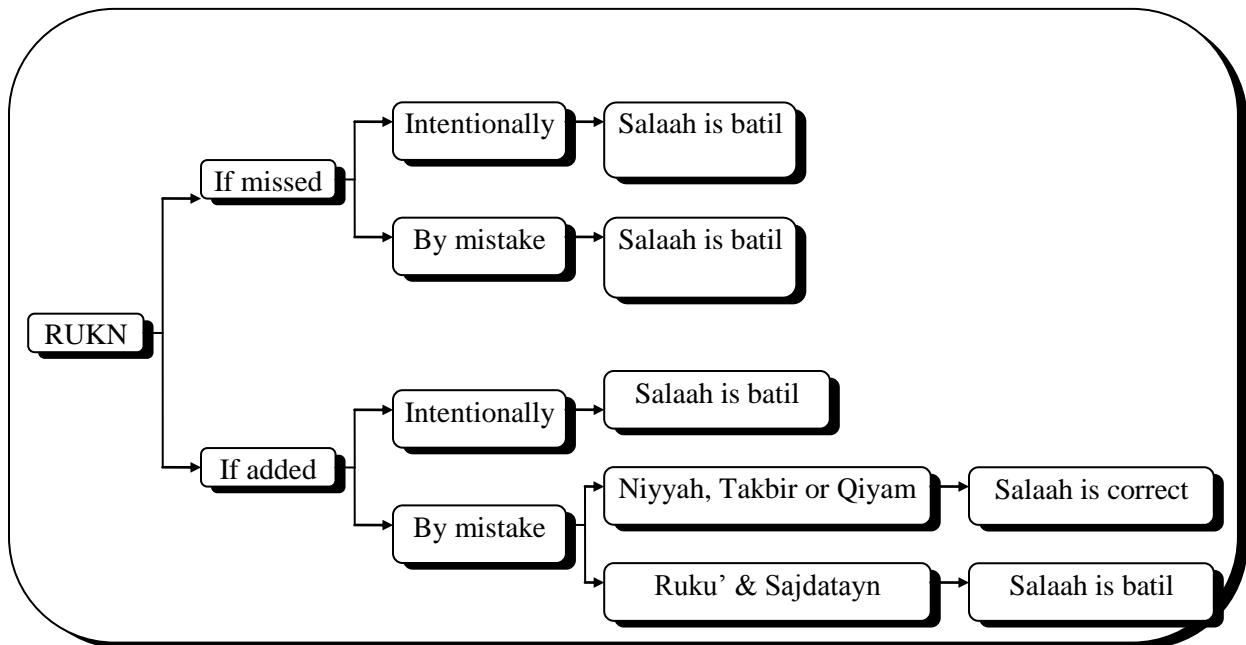 Intentionally
Salaah is batil
If missed
By mistake
Salaah is batil
RUKN
Intentionally
Salaah is batil
If added
Niyyah, Takbir or Qiyam
Salaah is correct
By mistake
Ruku’ & Sajdatayn
Salaah is batil